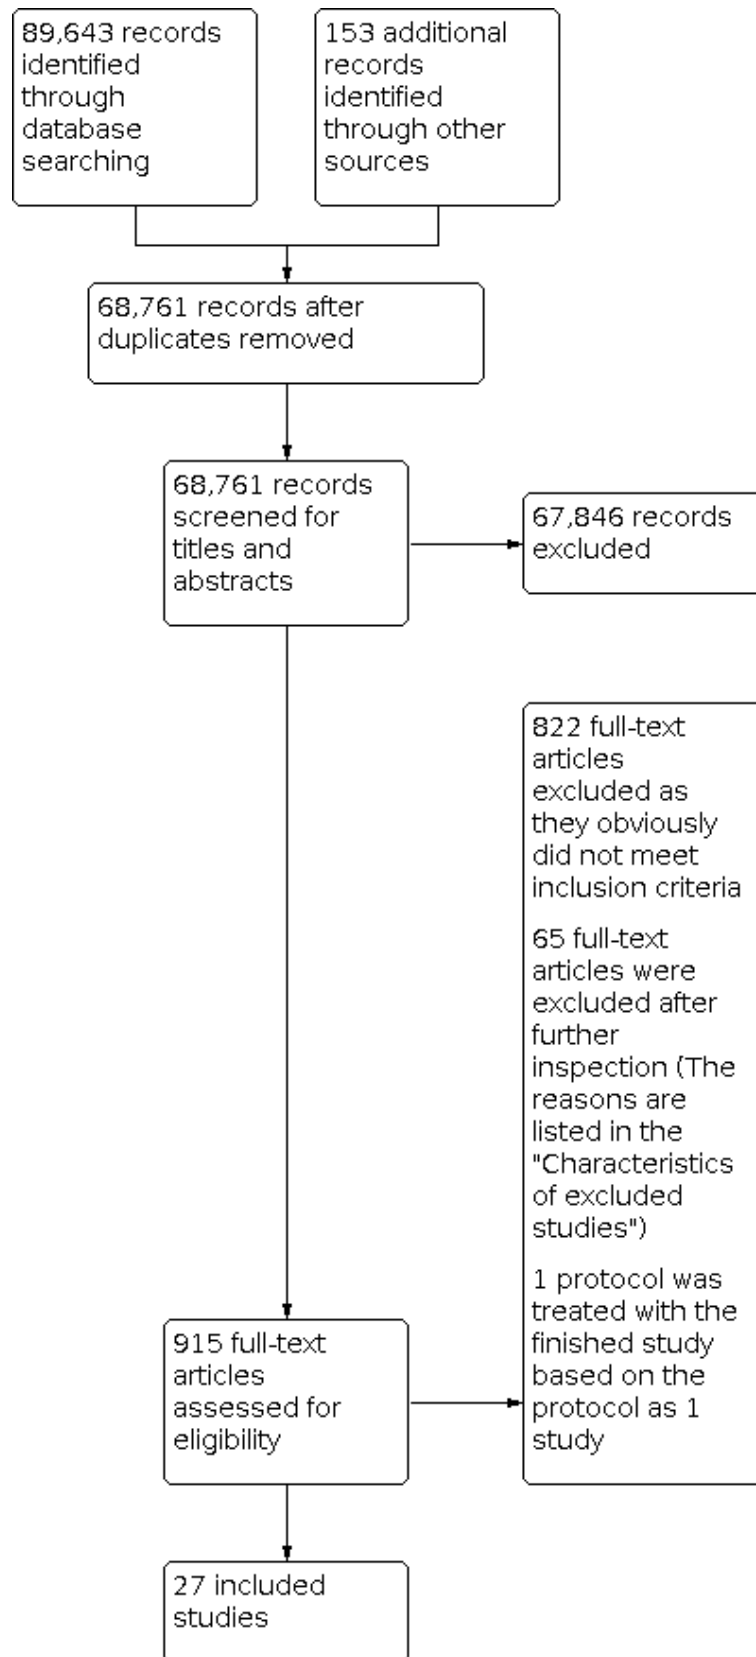 89,643 records
identified
through
database
searching
153 additional
records
identified
through other
sources
68,761 records after
duplicates removed
68,761 records
screened for
titles and
abstracts
67,846 records
excluded
822 full-text
articles
excluded as
they obviously
did not meet
inclusion criteria
65 full-text
articles were
excluded after
further
inspection (The
reasons are
listed in the
"Characteristics
of excluded
studies")
1 protocol was
treated with the
finished study
based on the
protocol as 1
study
915 full-text
articles
assessed for
eligibility
27 included
studies